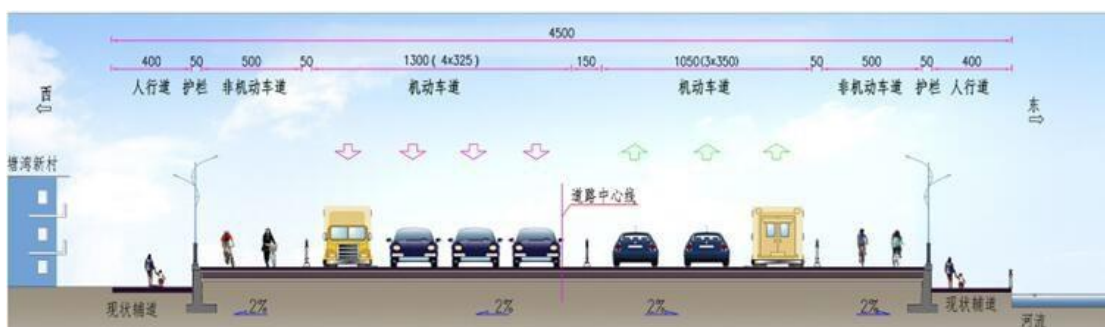 4500
400 50 500 50 1300(4x325) 150 1050(3x350) 50 500 50 400
人行道 护栏 非机动车道 机动车道 机动车道 非机动车道 护栏 人行道
西
东
塘湾新村
道路中心线
现状辅道 2% 2% 2% 2% 现状辅道
河道